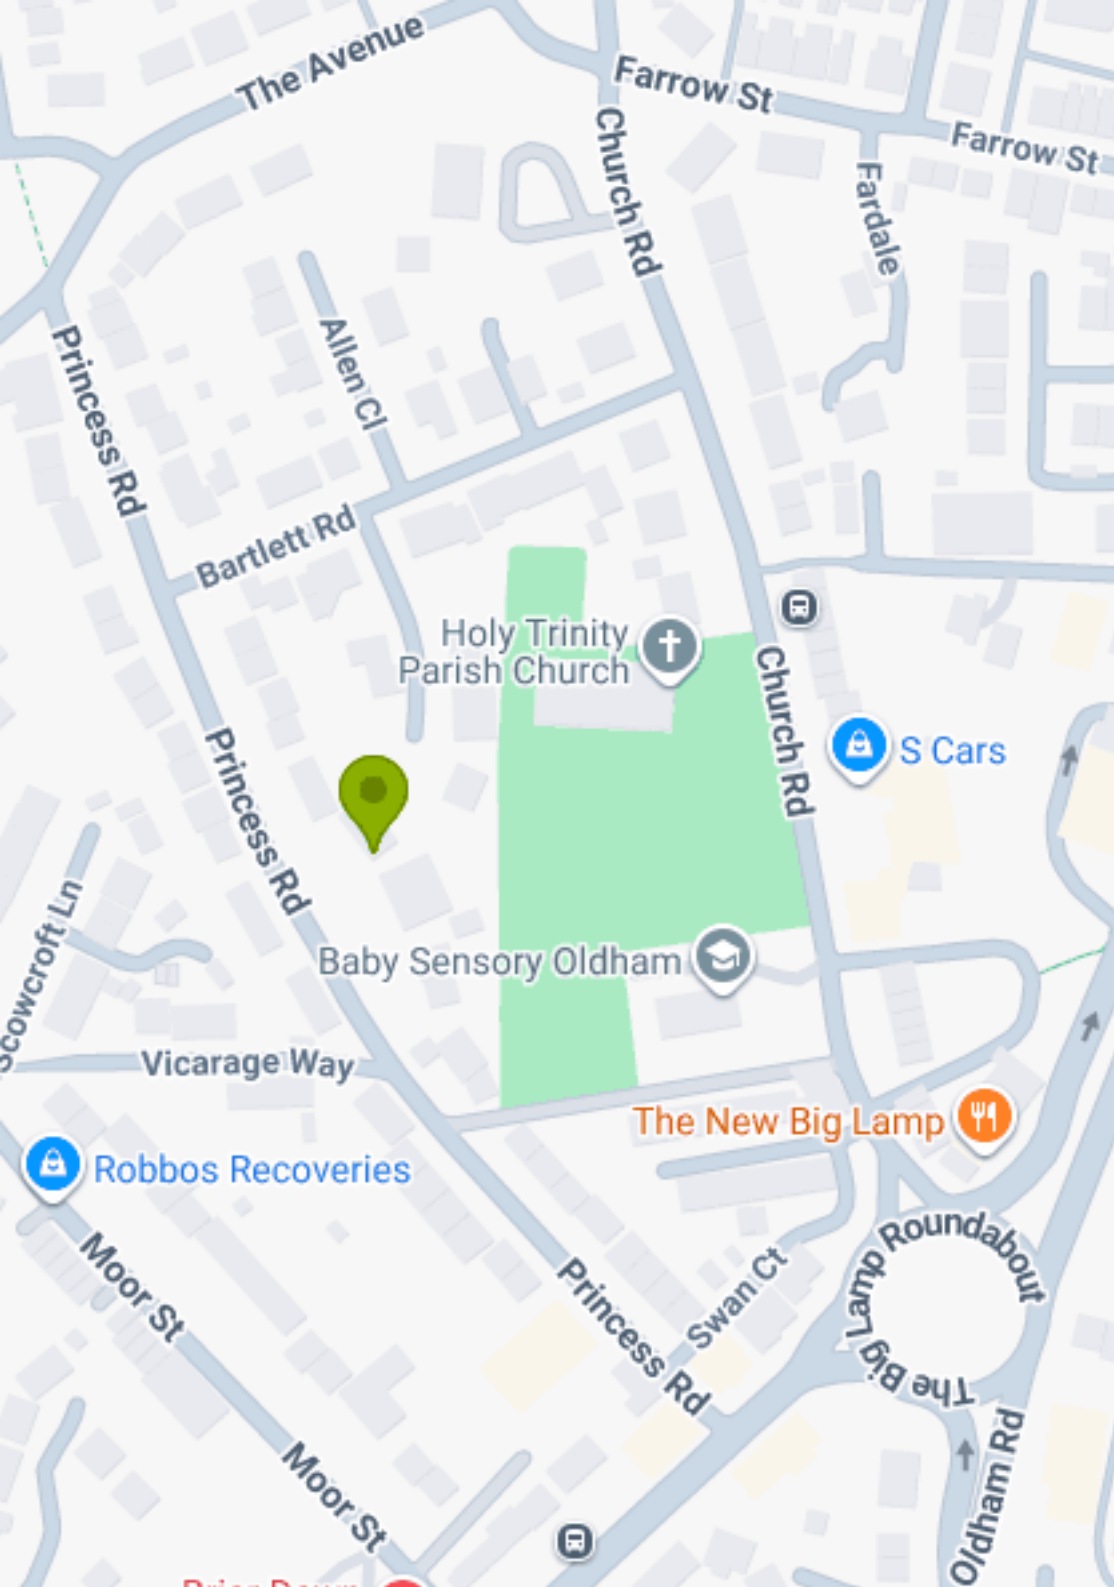 The Avenue
Farrow St
Farrow St
Church Rd
Fardale
Allen Cl
Princess Rd
Bartlett Rd
Holy Trinity
Parish Church
Church Rd
S Cars
Princess Rd
Scowcroft Ln
Baby Sensory Oldham
Vicarage Way
The New Big Lamp
Robbos Recoveries
The Big Lamp Roundabout
Moor St
Swan Ct
Princess Rd
Oldham Rd
Moor St